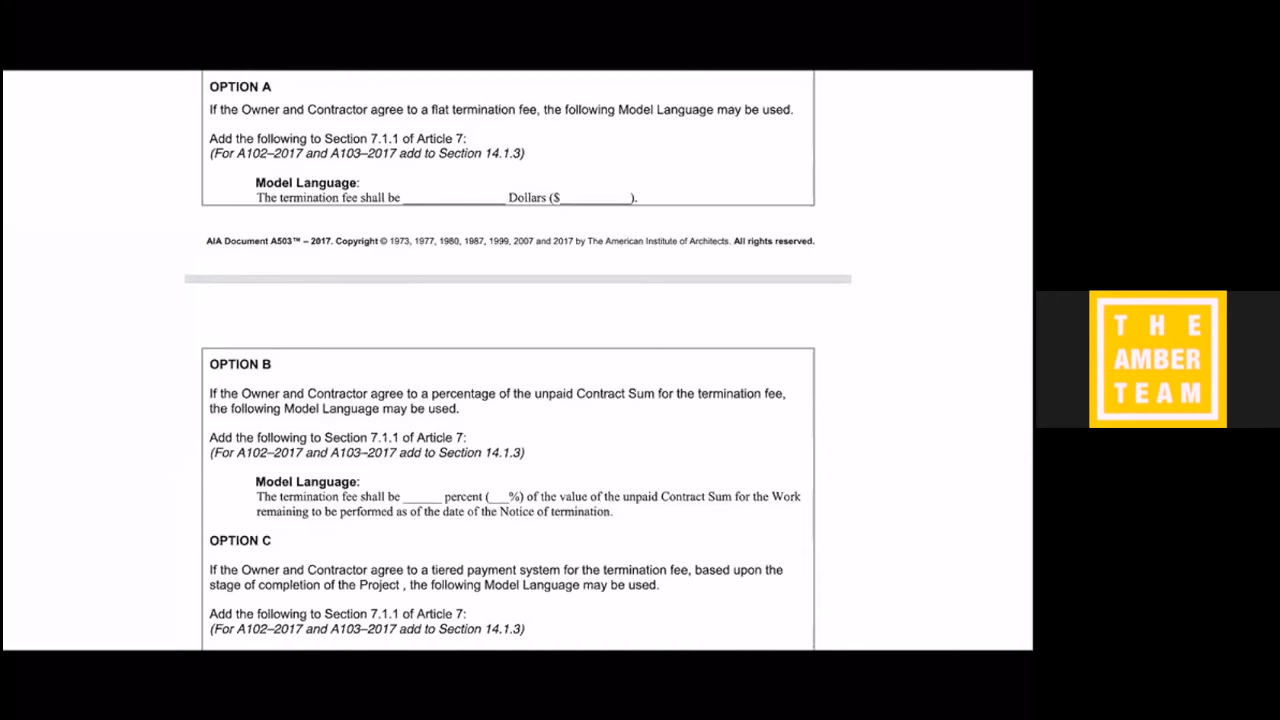 OPTION A
If the Owner and Contractor agree to a flat termination fee, the following Model Language may be used.
Add the following to Section 7.1.1 of Article 7:
(For A102–2017 and A103–2017 add to Section 14.1.3)
Model Language:
The termination fee shall be ________________ Dollars ($___________).
AIA Document A503™ – 2017. Copyright © 1973, 1977, 1980, 1987, 1999, 2007 and 2017 by The American Institute of Architects. All rights reserved.
OPTION B
If the Owner and Contractor agree to a percentage of the unpaid Contract Sum for the termination fee,
the following Model Language may be used.
Add the following to Section 7.1.1 of Article 7:
(For A102–2017 and A103–2017 add to Section 14.1.3)
Model Language:
The termination fee shall be ______ percent (___%) of the value of the unpaid Contract Sum for the Work
remaining to be performed as of the date of the Notice of termination.
OPTION C
If the Owner and Contractor agree to a tiered payment system for the termination fee, based upon the
stage of completion of the Project , the following Model Language may be used.
Add the following to Section 7.1.1 of Article 7:
(For A102–2017 and A103–2017 add to Section 14.1.3)
THE
AMBER
TEAM